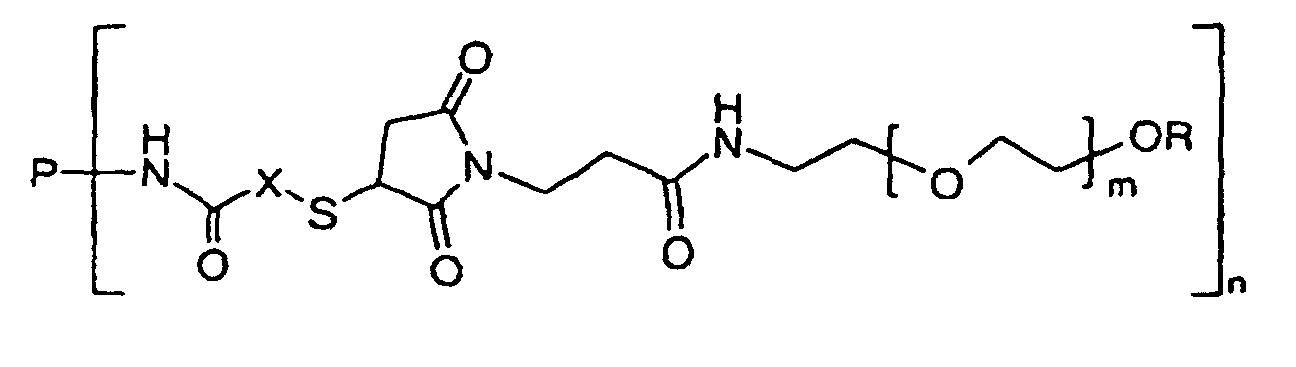 O
H H
P N X S N N O OR
m
O O O
n